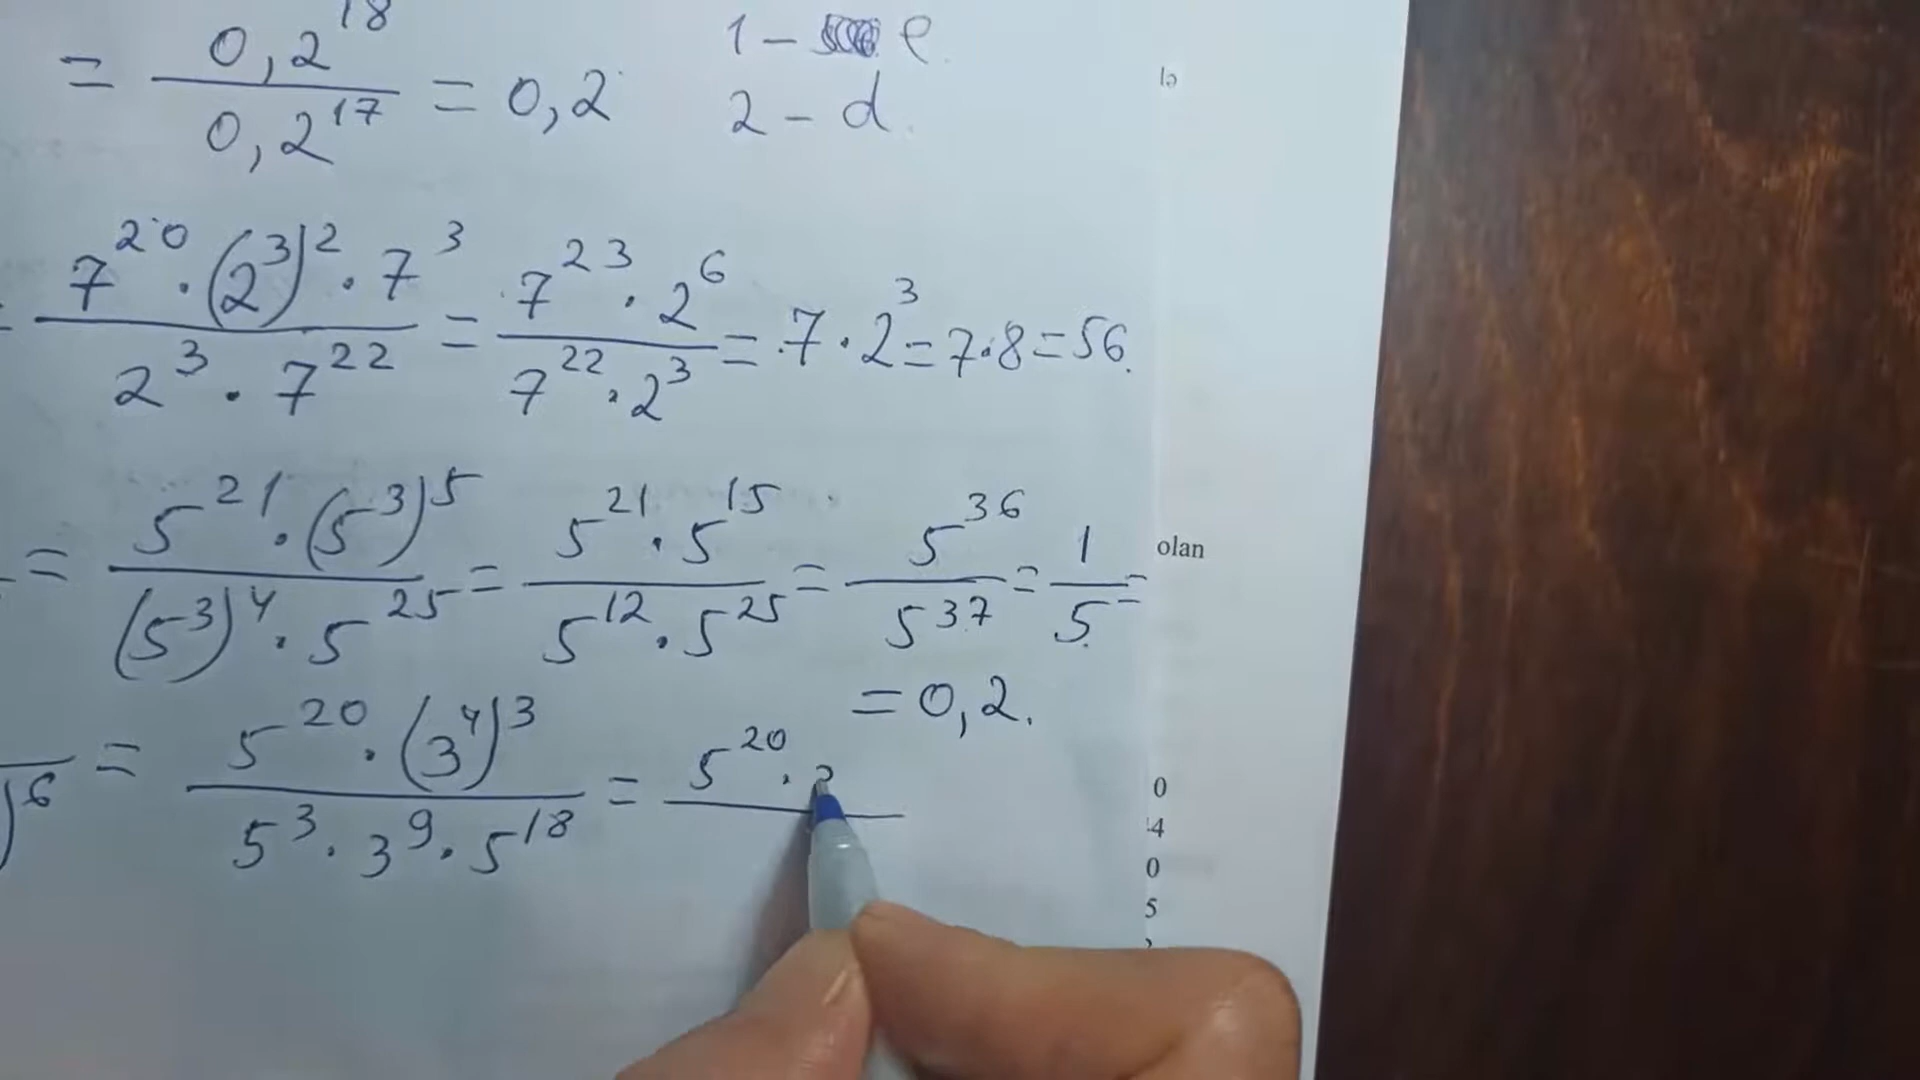 = 0,2^18 / 0,2^17 = 0,2
1 - e.
2 - d.
7^20 · (2^3)^2 · 7^3 / 2^3 · 7^22 = 7^23 · 2^6 / 7^22 · 2^3 = 7 · 2^3 = 7·8 = 56.
= 5^21 · (5^3)^5 / (5^3)^4 · 5^25 = 5^21 · 5^15 / 5^12 · 5^25 = 5^36 / 5^37 = 1 / 5 =
= 0,2.
)^6 = 5^20 · (3^4)^3 / 5^3 · 3^9 · 5^18 = 5^20 ·
olan
0
4
0
5